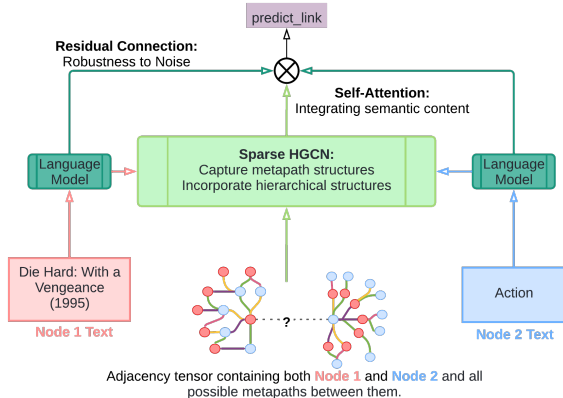 predict_link
Residual Connection:
Robustness to Noise
Self-Attention:
Integrating semantic content
Language
Model
Sparse HGCN:
Capture metapath structures
Incorporate hierarchical structures
Language
Model
Die Hard: With a
Vengeance
(1995)
Action
Node 1 Text
?
Node 2 Text
Adjacency tensor containing both Node 1 and Node 2 and all
possible metapaths between them.